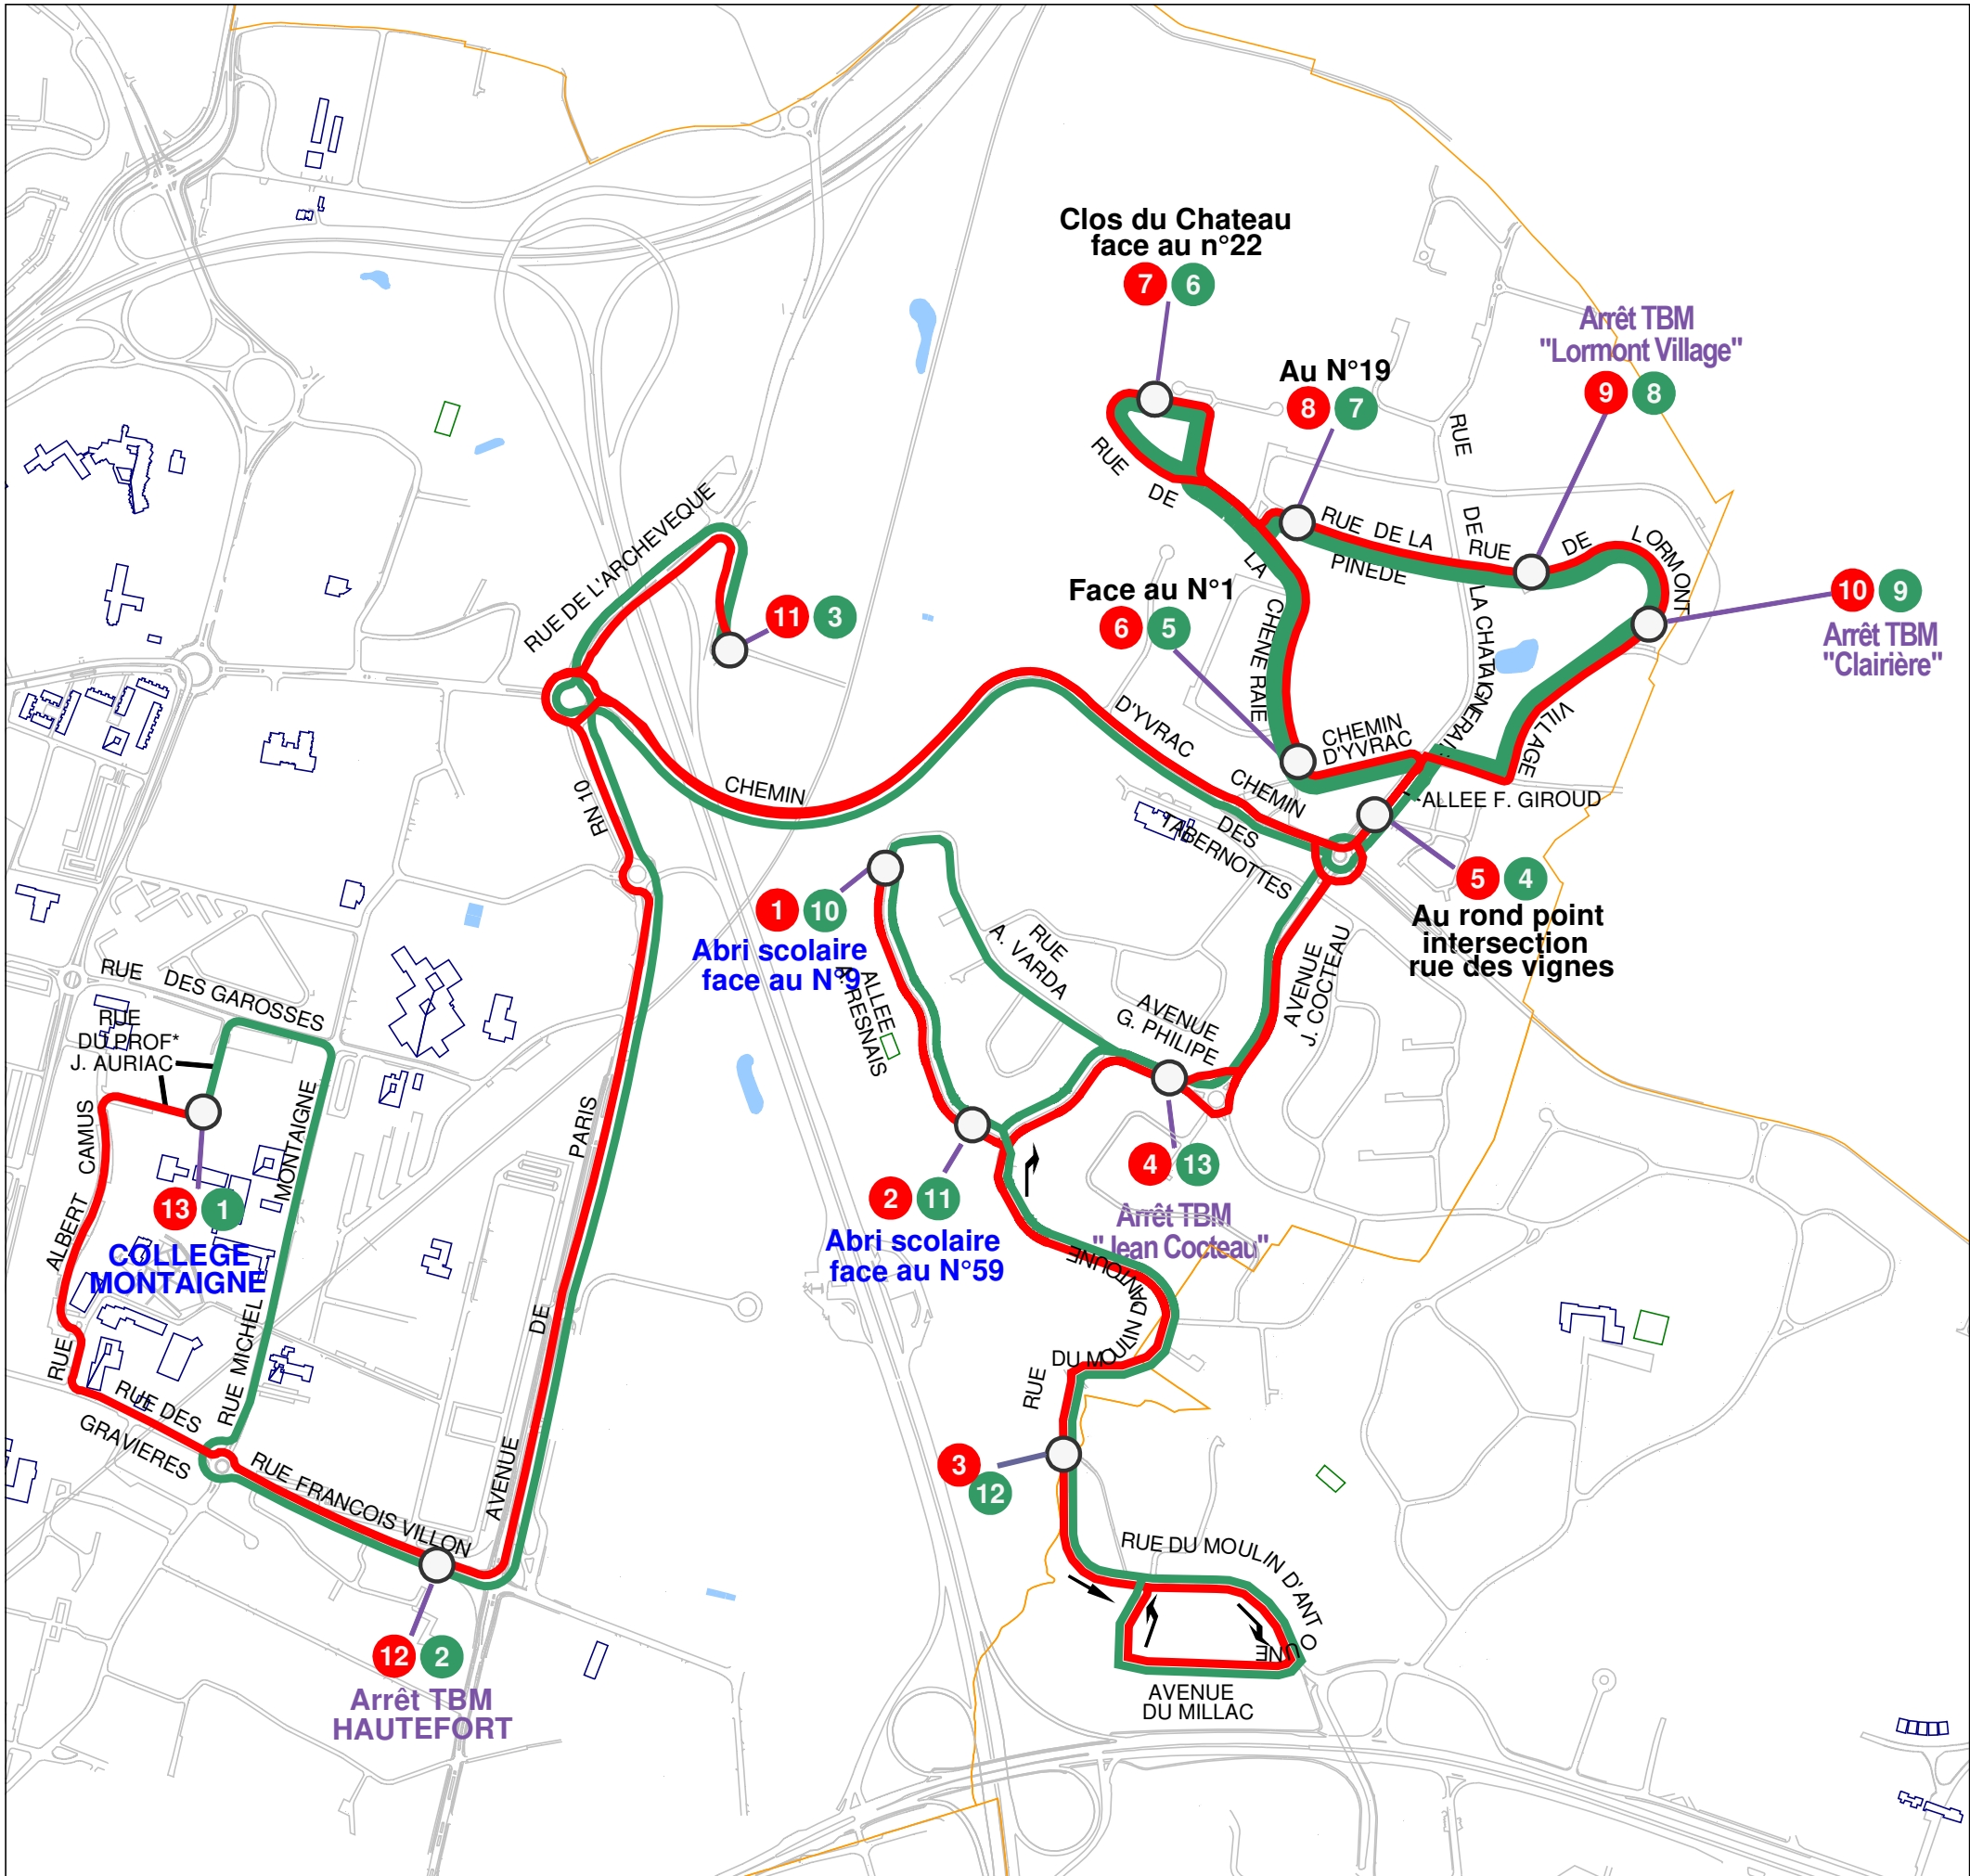 Clos du Chateau
face au n°22
7 6
Arrêt TBM
"Lormont Village"
9 8
Au N°19
8 7
RUE
RUE DE
LA
CHENE RAIE
RUE DE LA
PINEDE
RUE DE
LORMONT
VILLAGE
DE
LA CHATAIGNERAIE
10 9
Arrêt TBM
"Clairière"
Face au N°1
6 5
RUE DE L'ARCHEVEQUE
11 3
CHEMIN
D'YVRAC
CHEMIN
D'YVRAC
CHEMIN
DES
TABERNOTTES
ALLEE F. GIROUD
RN 10
5 4
Au rond point
intersection
rue des vignes
1 10
Abri scolaire
face au N°9
ALLEE
A. RESNAIS
RUE
A. VARDA
AVENUE
G. PHILIPE
AVENUE
J. COCTEAU
RUE DES GAROSSES
RUE
DU PROF*
J. AURIAC
RUE ALBERT CAMUS
RUE MICHEL MONTAIGNE
13 1
COLLEGE
MONTAIGNE
AVENUE DE PARIS
4 13
Arrêt TBM
"Jean Cocteau"
2 11
Abri scolaire
face au N°59
RUE
DU MOULIN D'ANTOUNE
RUE DES
GRAVIERES
RUE FRANCOIS VILLON
3
12
RUE DU MOULIN D'ANTOUNE
12 2
Arrêt TBM
HAUTEFORT
AVENUE
DU MILLAC